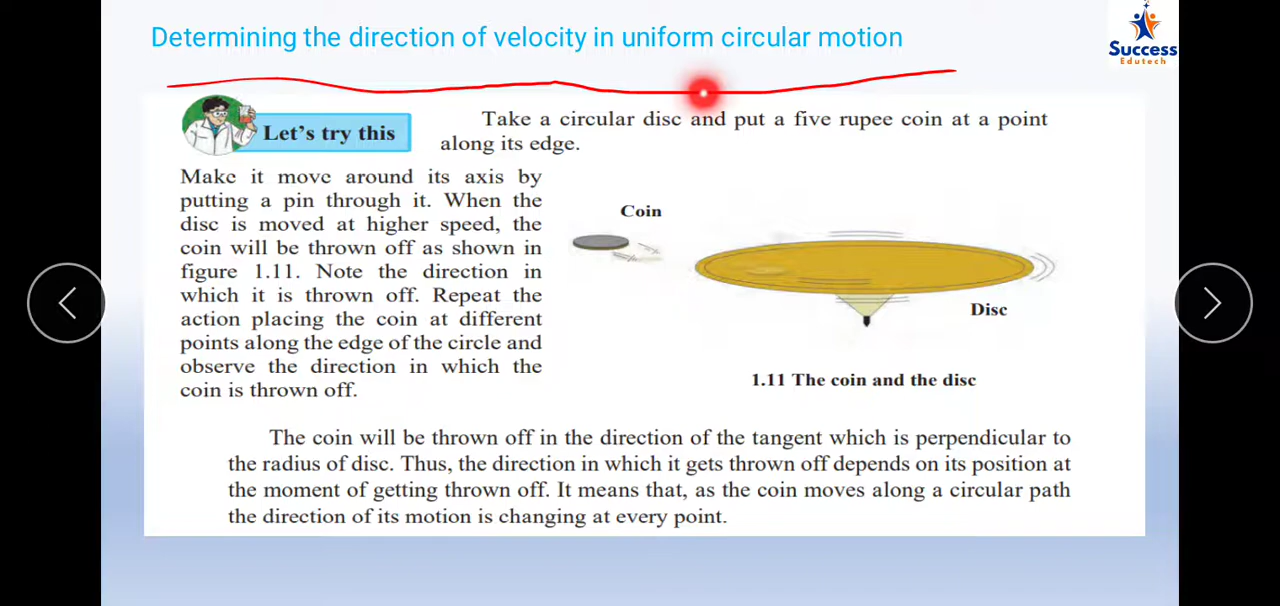 Determining the direction of velocity in uniform circular motion
Success
Edutech
Let's try this
Take a circular disc and put a five rupee coin at a point
along its edge.
Make it move around its axis by
putting a pin through it. When the
disc is moved at higher speed, the
coin will be thrown off as shown in
figure 1.11. Note the direction in
which it is thrown off. Repeat the
action placing the coin at different
points along the edge of the circle and
observe the direction in which the
coin is thrown off.
Coin
Disc
1.11 The coin and the disc
The coin will be thrown off in the direction of the tangent which is perpendicular to
the radius of disc. Thus, the direction in which it gets thrown off depends on its position at
the moment of getting thrown off. It means that, as the coin moves along a circular path
the direction of its motion is changing at every point.